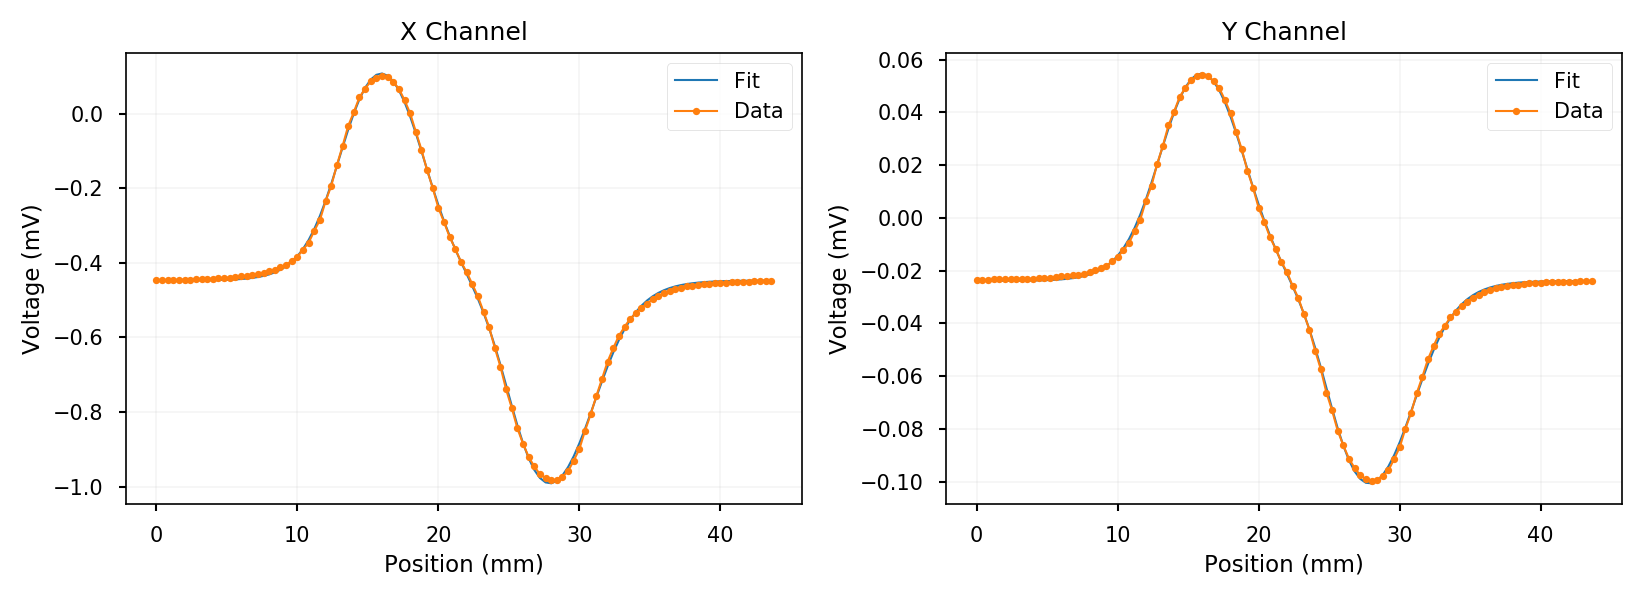 X Channel
Voltage (mV)
0.0
−0.2
−0.4
−0.6
−0.8
−1.0
Fit
Data
0 10 20 30 40
Position (mm)
Y Channel
Voltage (mV)
0.06
0.04
0.02
0.00
−0.02
−0.04
−0.06
−0.08
−0.10
Fit
Data
0 10 20 30 40
Position (mm)